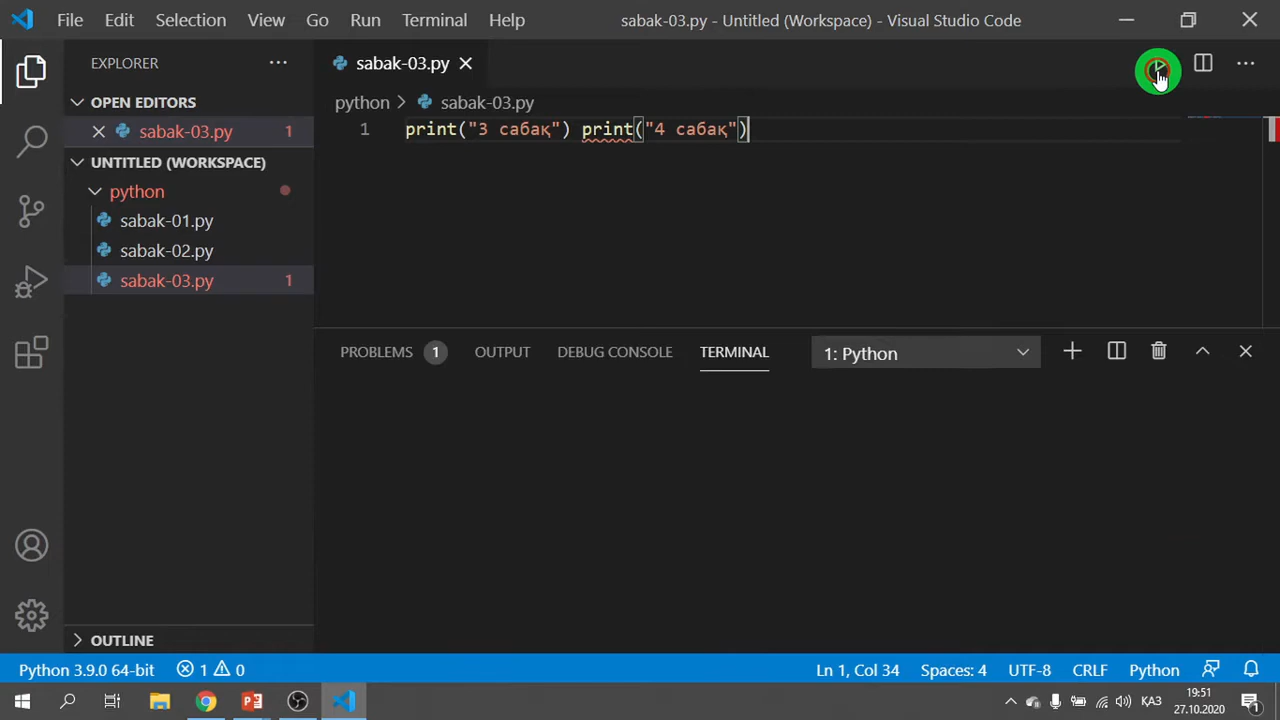 File Edit Selection View Go Run Terminal Help sabak-03.py - Untitled (Workspace) - Visual Studio Code
EXPLORER
sabak-03.py
OPEN EDITORS
python sabak-03.py
sabak-03.py 1
1 print("3 сабақ") print("4 сабақ")
UNTITLED (WORKSPACE)
python
sabak-01.py
sabak-02.py
sabak-03.py 1
PROBLEMS 1 OUTPUT DEBUG CONSOLE TERMINAL 1: Python
OUTLINE
Python 3.9.0 64-bit 1 0 Ln 1, Col 34 Spaces: 4 UTF-8 CRLF Python
ҚАЗ 19:51
27.10.2020 1